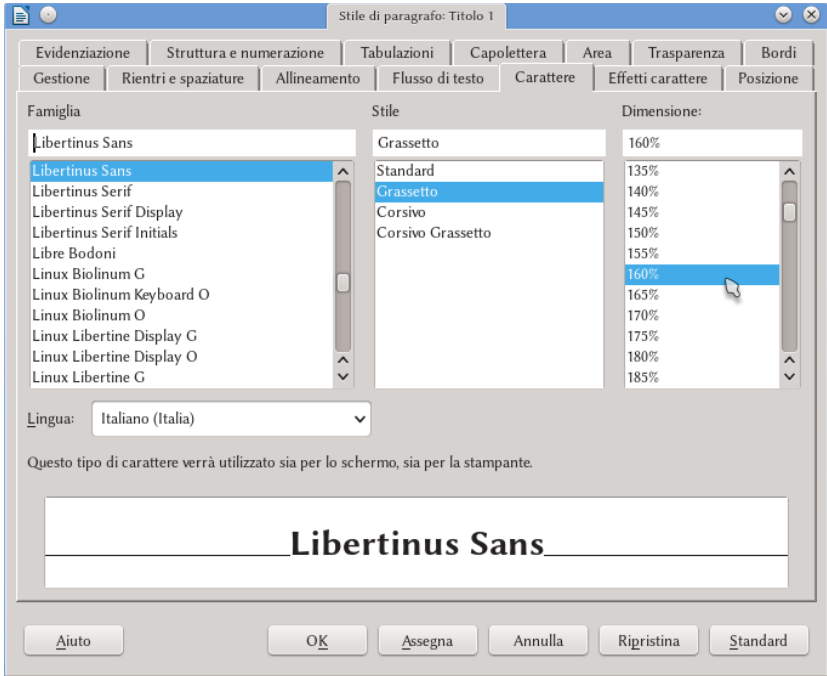 Stile di paragrafo: Titolo 1
Evidenziazione Struttura e numerazione Tabulazioni Capolettera Area Trasparenza Bordi
Gestione Rientri e spaziature Allineamento Flusso di testo Carattere Effetti carattere Posizione
Famiglia Stile Dimensione:
Libertinus Sans Grassetto 160%
Libertinus Sans Standard 135%
Libertinus Serif Grassetto 140%
Libertinus Serif Display Corsivo 145%
Libertinus Serif Initials Corsivo Grassetto 150%
Libre Bodoni 155%
Linux Biolinum G 160%
Linux Biolinum Keyboard O 165%
Linux Biolinum O 170%
Linux Libertine Display G 175%
Linux Libertine Display O 180%
Linux Libertine G 185%
Lingua: Italiano (Italia)
Questo tipo di carattere verrà utilizzato sia per lo schermo, sia per la stampante.
Libertinus Sans
Aiuto OK Assegna Annulla Ripristina Standard